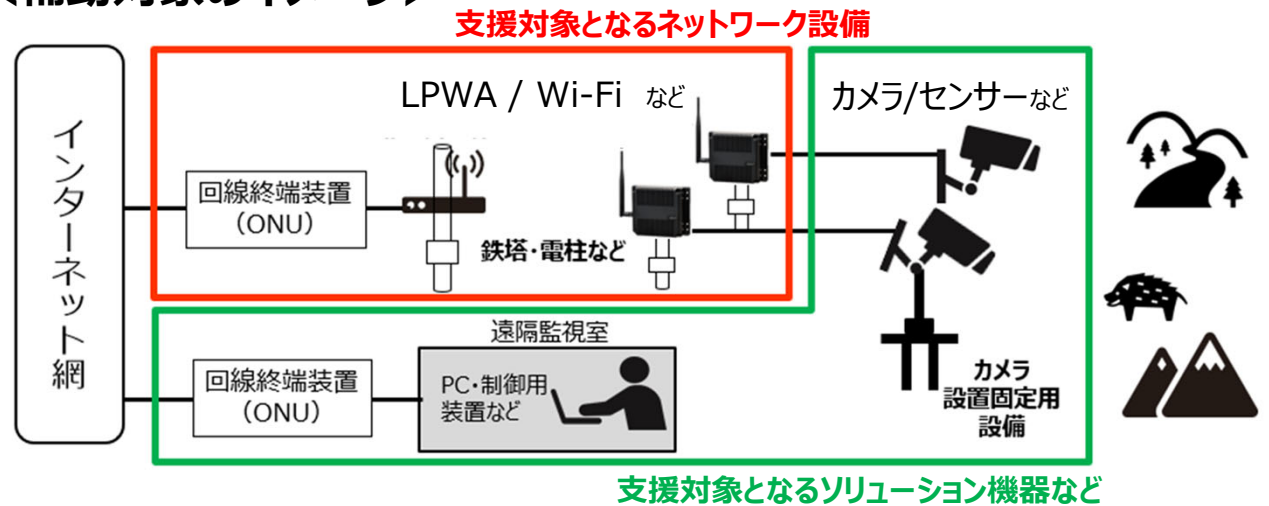 支援対象となるネットワーク設備
LPWA / Wi-Fi など
カメラ/センサーなど
インターネット網
回線終端装置
(ONU)
鉄塔・電柱など
遠隔監視室
回線終端装置
(ONU)
PC・制御用
装置など
カメラ
設置固定用
設備
支援対象となるソリューション機器など